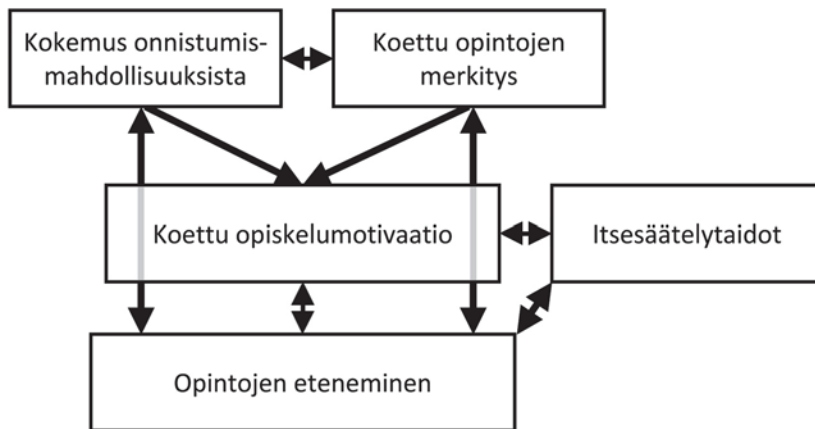 Kokemus onnistumis-
mahdollisuuksista
Koettu opintojen
merkitys
Koettu opiskelumotivaatio
Itsesäätelytaidot
Opintojen eteneminen